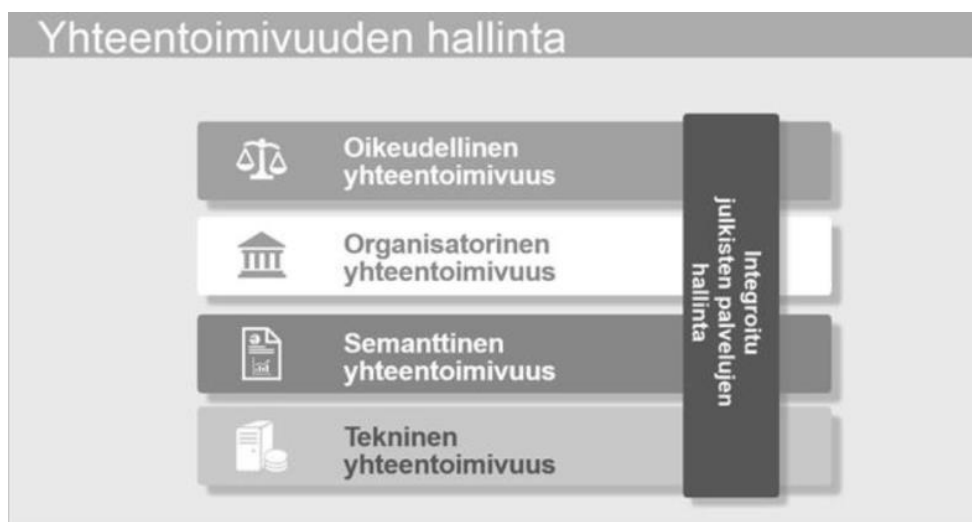 Yhteentoimivuuden hallinta
Oikeudellinen
yhteentoimivuus
Organisatorinen
yhteentoimivuus
Semanttinen
yhteentoimivuus
Tekninen
yhteentoimivuus
Integroitu
julkisten palvelujen
hallinta